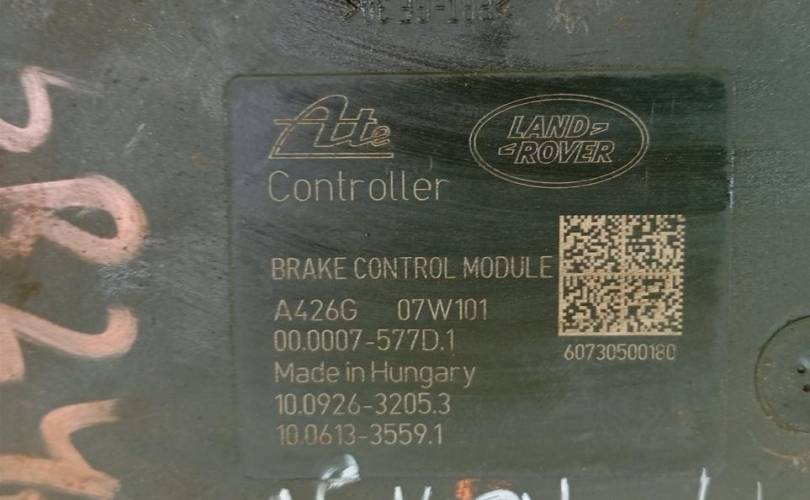 Ate
LAND
ROVER
Controller
BRAKE CONTROL MODULE
A426G 07W101
00.0007-577D.1
60730500180
Made in Hungary
10.0926-3205.3
10.0613-3559.1